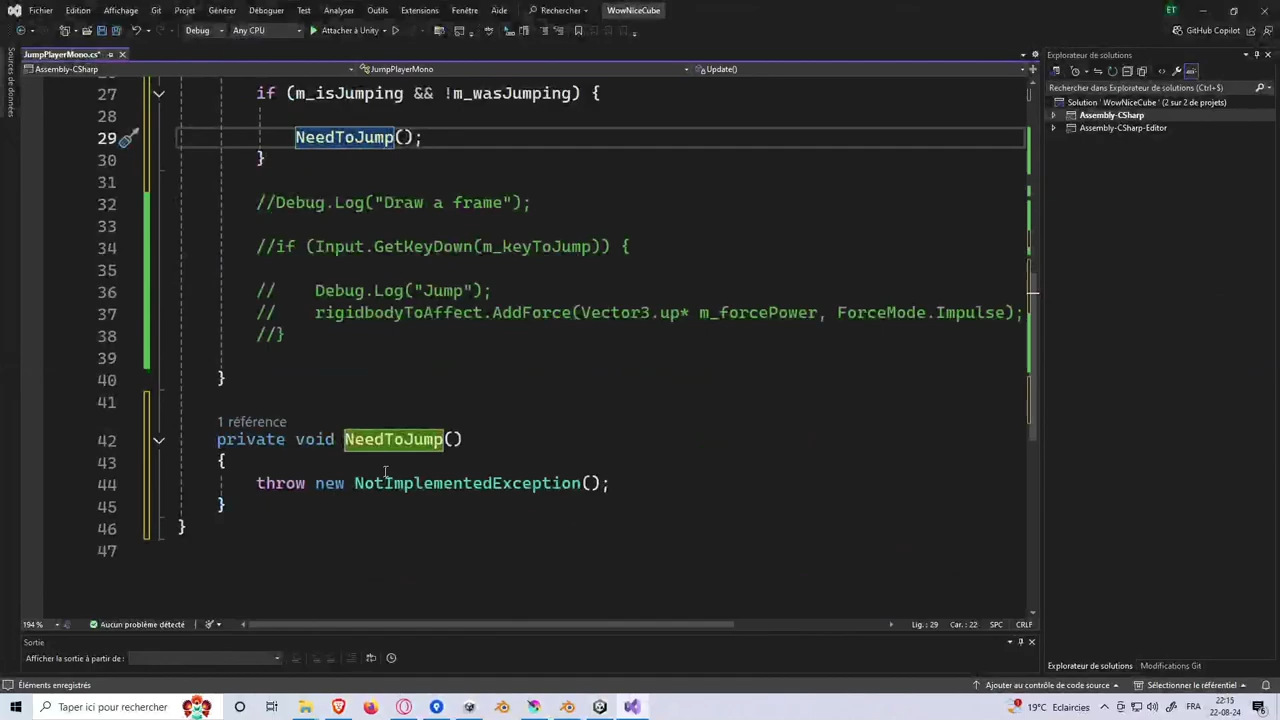 Fichier Edition Affichage Git Projet Générer Déboguer Test Analyser Outils Extensions Fenêtre Aide Rechercher WowNiceCube ET
Debug Any CPU Attacher à Unity GitHub Copilot
Sources de données
JumpPlayerMono.cs*
Assembly-CSharp JumpPlayerMono Update()
27 if (m_isJumping && !m_wasJumping) {
28
29 NeedToJump();
30 }
31
32 //Debug.Log("Draw a frame");
33
34 //if (Input.GetKeyDown(m_keyToJump)) {
35
36 // Debug.Log("Jump");
37 // rigidbodyToAffect.AddForce(Vector3.up* m_forcePower, ForceMode.Impulse);
38 //}
39
40 }
41
1 référence
42 private void NeedToJump()
43 {
44 throw new NotImplementedException();
45 }
46 }
47
194 % Aucun problème détecté Lig. : 29 Car. : 22 SPC CRLF
Sortie
Afficher la sortie à partir de :
Explorateur de solutions
Rechercher dans Explorateur de solutions
Solution 'WowNiceCube' (2 sur 2 de projets)
Assembly-CSharp
Assembly-CSharp-Editor
Explorateur de solutions Modifications Git
Éléments enregistrés Ajouter au contrôle de code source Sélectionner le référentiel
Taper ici pour rechercher 19°C Eclaircies FRA 22:15
22-08-24